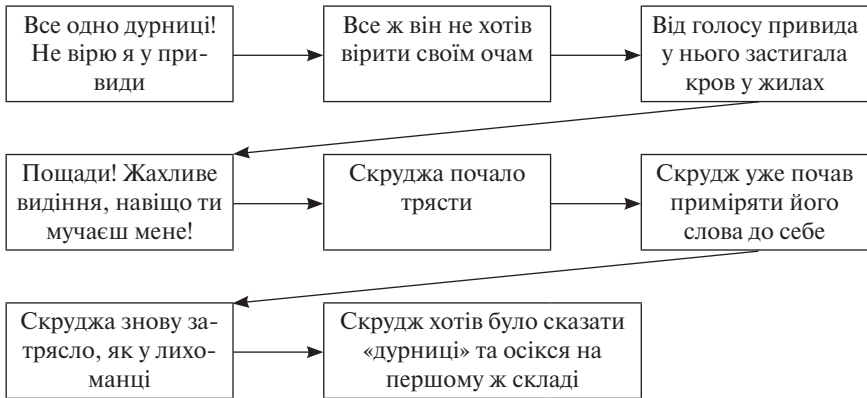 Все одно дурниці!
Не вірю я у при-
види
Все ж він не хотів
вірити своїм очам
Від голосу привида
у нього застигала
кров у жилах
Пощади! Жахливе
видіння, навіщо ти
мучаєш мене!
Скруджа почало
трясти
Скрудж уже почав
приміряти його
слова до себе
Скруджа знову за-
трясло, як у лихо-
манці
Скрудж хотів було сказати
«дурниці» та осікся на
першому ж складі